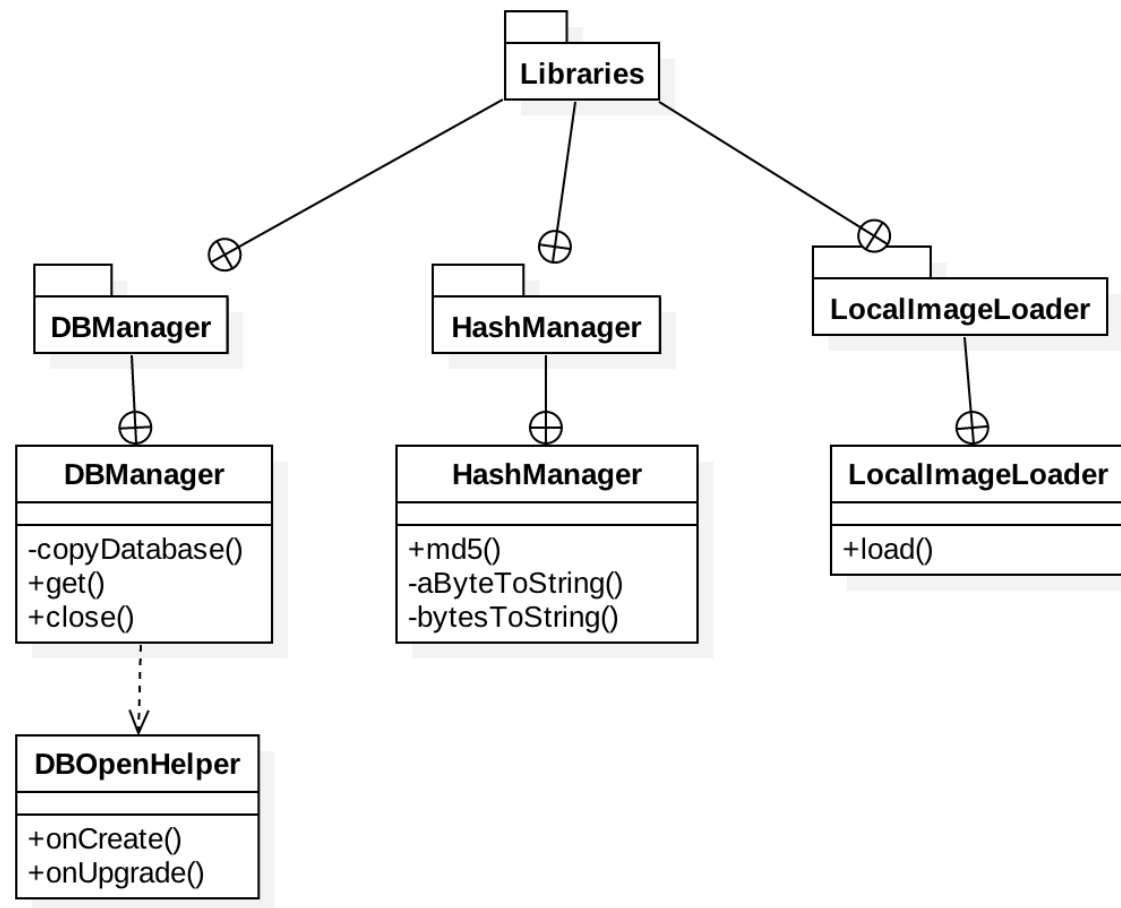 Libraries
DBManager
HashManager
LocalImageLoader
DBManager
-copyDatabase()
+get()
+close()
HashManager
+md5()
-aByteToString()
-bytesToString()
LocalImageLoader
+load()
DBOpenHelper
+onCreate()
+onUpgrade()